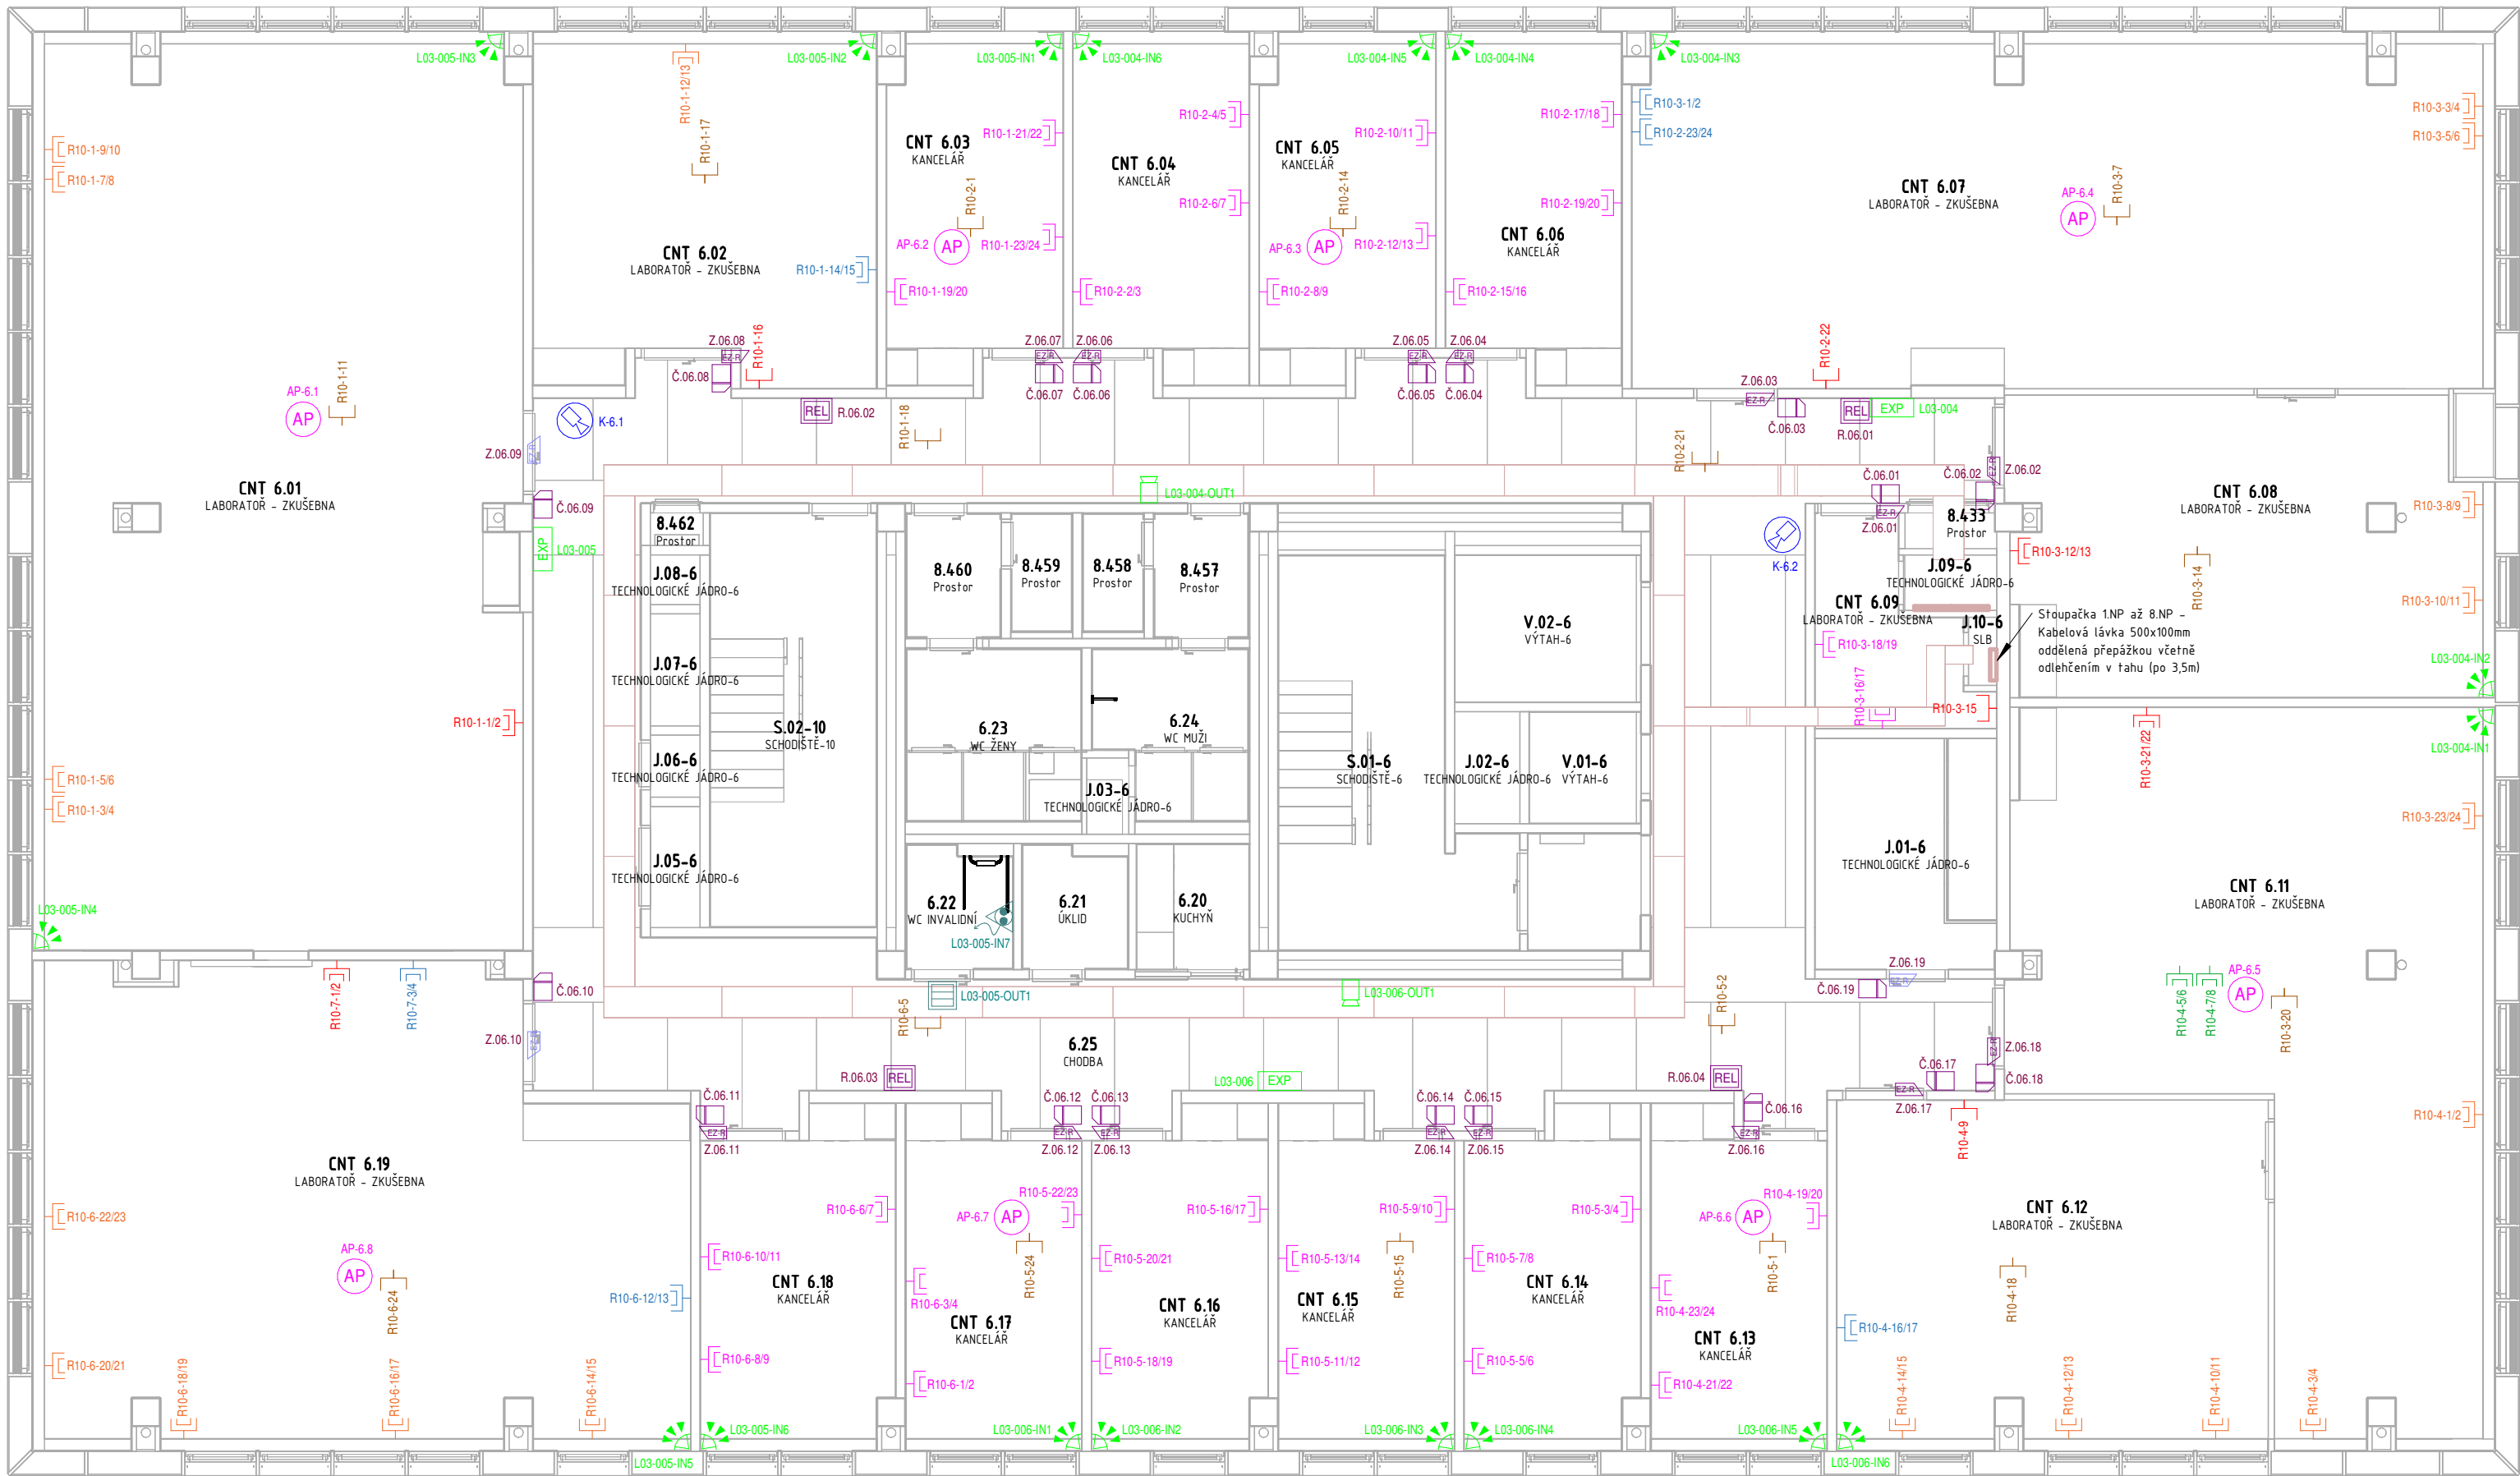 L03-005-IN3
L03-005-IN2
L03-005-IN1
L03-004-IN6
L03-004-IN5
L03-004-IN4
L03-004-IN3
R10-1-12/13
R10-1-17
R10-1-9/10
R10-1-7/8
CNT 6.03
KANCELÁŘ
R10-1-21/22
R10-2-1
AP-6.2
AP
R10-1-23/24
R10-1-19/20
R10-2-4/5
CNT 6.04
KANCELÁŘ
R10-2-6/7
R10-2-2/3
CNT 6.05
KANCELÁŘ
R10-2-10/11
R10-2-14
AP-6.3
AP
R10-2-12/13
R10-2-8/9
R10-2-17/18
R10-2-19/20
CNT 6.06
KANCELÁŘ
R10-2-15/16
R10-3-1/2
R10-2-23/24
CNT 6.07
LABORATOŘ - ZKUŠEBNA
AP-6.4
AP
R10-3-7
R10-3-3/4
R10-3-5/6
CNT 6.02
LABORATOŘ - ZKUŠEBNA
R10-1-14/15
Z.06.08
EZ-R
R10-1-16
Č.06.08
Z.06.07
EZ-R
Z.06.06
EZ-R
Č.06.07
Č.06.06
Z.06.05
EZ-R
Z.06.04
EZ-R
Č.06.05
Č.06.04
R10-2-22
Z.06.03
EZ-R
Č.06.03
REL
R.06.01
EXP
L03-004
AP-6.1
AP
R10-1-11
K-6.1
REL
R.06.02
R10-1-18
R10-2-21
Z.06.09
EZ-R
Č.06.09
EXP
L03-005
CNT 6.01
LABORATOŘ - ZKUŠEBNA
L03-004-OUT1
Č.06.01
Č.06.02
EZ-R
Z.06.02
EZ-R
Z.06.01
K-6.2
8.433
Prostor
CNT 6.08
LABORATOŘ - ZKUŠEBNA
R10-3-8/9
R10-3-12/13
R10-3-14
R10-3-10/11
8.462
Prostor
J.08-6
TECHNOLOGICKÉ JÁDRO-6
8.460
Prostor
8.459
Prostor
8.458
Prostor
8.457
Prostor
V.02-6
VÝTAH-6
CNT 6.09
LABORATOŘ - ZKUŠEBNA
J.09-6
TECHNOLOGICKÉ JÁDRO-6
J.10-6
SLB
Stoupačka 1.NP až 8.NP -
Kabelová lávka 500x100mm
oddělená přepážkou včetně
odlehčením v tahu (po 3,5m)
R10-3-18/19
R10-3-16/17
R10-3-15
L03-004-IN2
J.07-6
TECHNOLOGICKÉ JÁDRO-6
S.02-10
SCHODIŠTĚ-10
6.23
WC ŽENY
6.24
WC MUŽI
R10-1-1/2
R10-1-5/6
R10-1-3/4
J.06-6
TECHNOLOGICKÉ JÁDRO-6
J.03-6
TECHNOLOGICKÉ JÁDRO-6
S.01-6
SCHODIŠTĚ-6
J.02-6
TECHNOLOGICKÉ JÁDRO-6
V.01-6
VÝTAH-6
R10-3-21/22
L03-004-IN1
R10-3-23/24
J.05-6
TECHNOLOGICKÉ JÁDRO-6
J.01-6
TECHNOLOGICKÉ JÁDRO-6
CNT 6.11
LABORATOŘ - ZKUŠEBNA
6.22
WC INVALIDNÍ
L03-005-IN7
6.21
ÚKLID
6.20
KUCHYŇ
L03-005-IN4
R10-7-1/2
R10-7-3/4
Č.06.10
Z.06.10
EZ-R
L03-005-OUT1
R10-6-5
L03-006-OUT1
R10-5-2
Z.06.19
EZ-R
Č.06.19
R10-4-5/6
R10-4-7/8
AP-6.5
AP
R10-3-20
6.25
CHODBA
R.06.03
REL
L03-006
EXP
R.06.04
REL
EZ-R
Z.06.18
Č.06.17
Č.06.18
EZ-R
Z.06.17
R10-4-9
R10-4-1/2
Č.06.11
EZ-R
Z.06.11
Č.06.12
Č.06.13
EZ-R
EZ-R
Z.06.12
Z.06.13
Č.06.14
Č.06.15
EZ-R
EZ-R
Z.06.14
Z.06.15
Č.06.16
EZ-R
Z.06.16
CNT 6.19
LABORATOŘ - ZKUŠEBNA
R10-6-22/23
AP-6.8
AP
R10-6-24
R10-6-12/13
R10-6-20/21
R10-6-18/19
R10-6-16/17
R10-6-14/15
L03-005-IN5
R10-6-6/7
R10-6-10/11
CNT 6.18
KANCELÁŘ
R10-6-8/9
L03-005-IN6
R10-5-22/23
AP-6.7
AP
R10-5-24
R10-6-3/4
CNT 6.17
KANCELÁŘ
R10-6-1/2
L03-006-IN1
R10-5-16/17
R10-5-20/21
CNT 6.16
KANCELÁŘ
R10-5-18/19
L03-006-IN2
R10-5-9/10
R10-5-13/14
R10-5-15
CNT 6.15
KANCELÁŘ
R10-5-11/12
L03-006-IN3
R10-5-3/4
R10-5-7/8
CNT 6.14
KANCELÁŘ
R10-5-5/6
L03-006-IN4
R10-4-19/20
AP-6.6
AP
R10-5-1
R10-4-23/24
CNT 6.13
KANCELÁŘ
R10-4-21/22
L03-006-IN5
CNT 6.12
LABORATOŘ - ZKUŠEBNA
R10-4-18
R10-4-16/17
R10-4-14/15
R10-4-12/13
R10-4-10/11
R10-4-3/4
L03-006-IN6